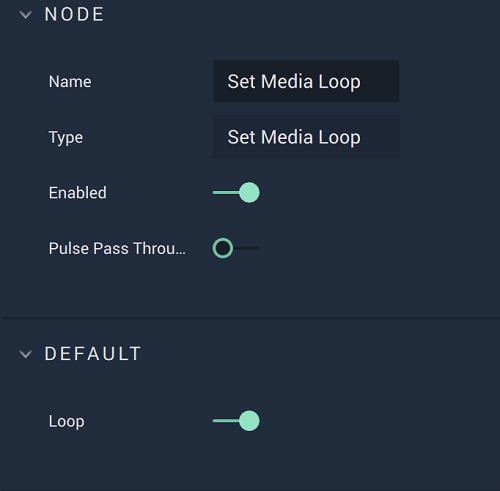 NODE
Name Set Media Loop
Type Set Media Loop
Enabled
Pulse Pass Throu...
DEFAULT
Loop